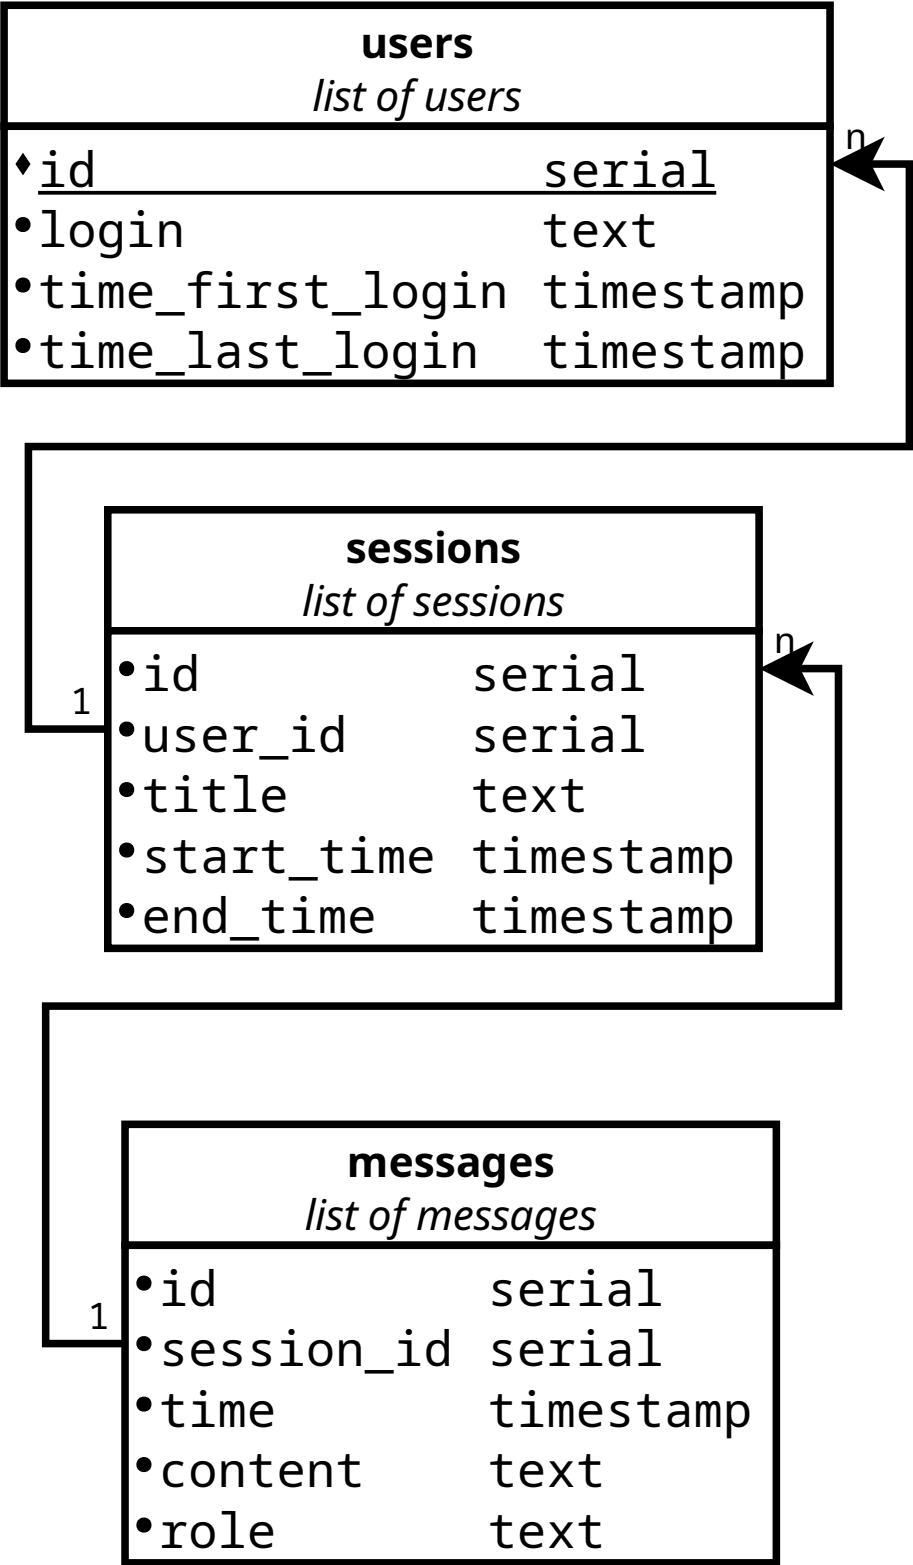 users
list of users
n
id serial
login text
time_first_login timestamp
time_last_login timestamp
sessions
list of sessions
n
id serial
1
user_id serial
title text
start_time timestamp
end_time timestamp
messages
list of messages
id serial
1
session_id serial
time timestamp
content text
role text